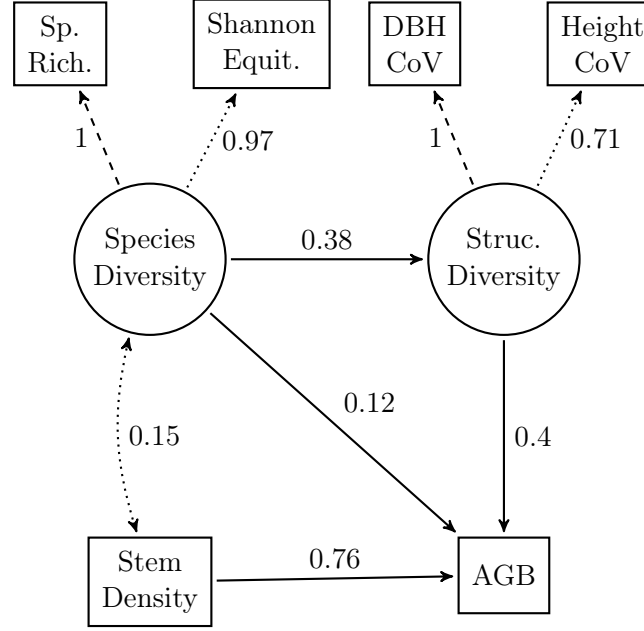 Sp.
Rich.
Shannon
Equit.
DBH
CoV
Height
CoV
1
0.97
1
0.71
Species
Diversity
0.38
Struc.
Diversity
0.12
0.15
0.4
Stem
Density
0.76
AGB